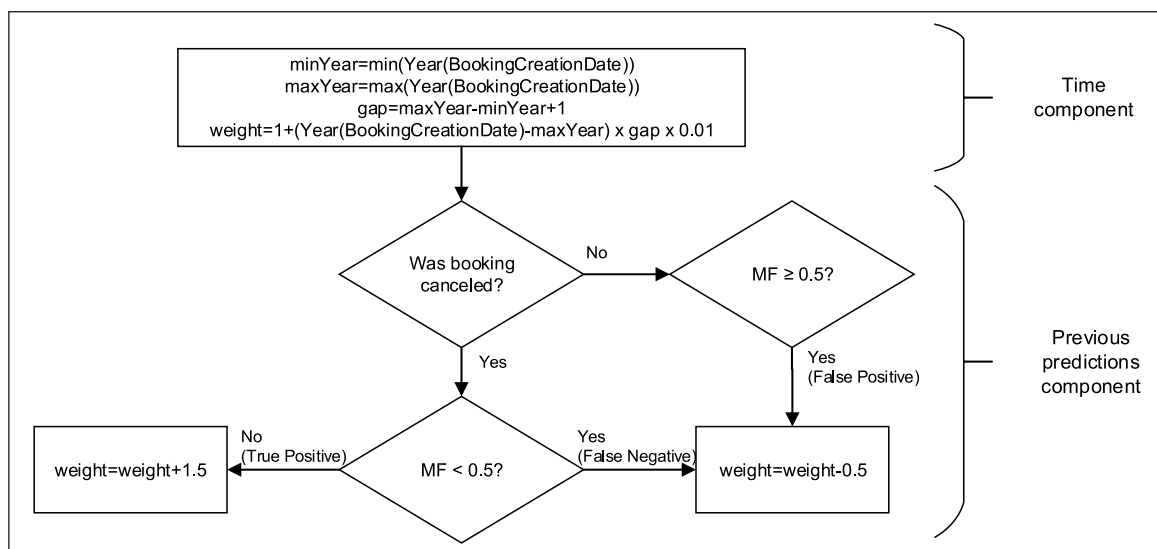 minYear=min(Year(BookingCreationDate))
maxYear=max(Year(BookingCreationDate))
gap=maxYear-minYear+1
weight=1+(Year(BookingCreationDate)-maxYear) x gap x 0.01
Time
component
Was booking
canceled?
No
MF ≥ 0.5?
Yes
Yes
(False Positive)
Previous
predictions
component
weight=weight+1.5
No
(True Positive)
MF < 0.5?
Yes
(False Negative)
weight=weight-0.5